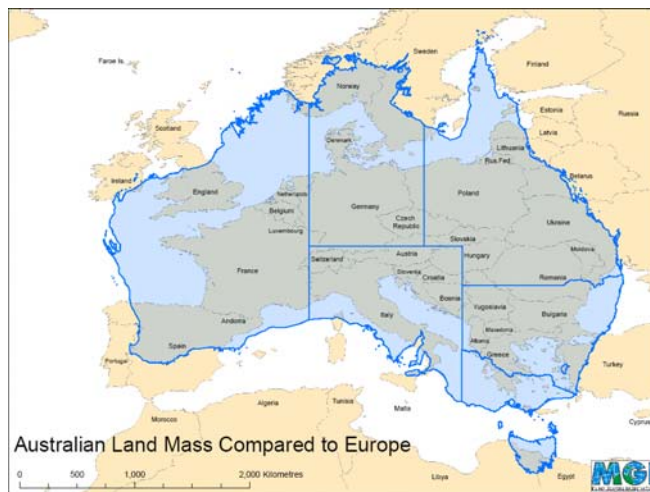 Faroe Is.
Sweden
Finland
Norway
Estonia
Russia
Scotland
Latvia
Denmark
Lithuania
Rus.Fed.
Ireland
Belarus
England
Netherlands
Poland
Belgium
Germany
Luxembourg
Czech
Republic
Ukraine
Slovakia
Moldova
France
Switzerland
Austria
Hungary
Slovenia
Croatia
Romania
Bosnia
Yugoslavia
Andorra
Italy
Bulgaria
Macedonia
Albania
Spain
Greece
Portugal
Turkey
Algeria
Tunisia
Malta
Morocco
Cyprus
Australian Land Mass Compared to Europe
0 500 1,000 2,000 Kilometres
Libya
Egypt
MG